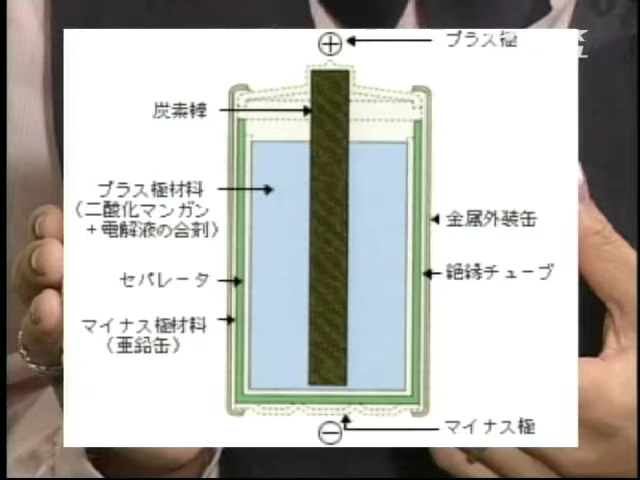 ⊕
プラス極
炭素棒
プラス極材料
（二酸化マンガン
＋電解液の合剤）
金属外装缶
セパレータ
絶縁チューブ
マイナス極材料
（亜鉛缶）
マイナス極
⊖